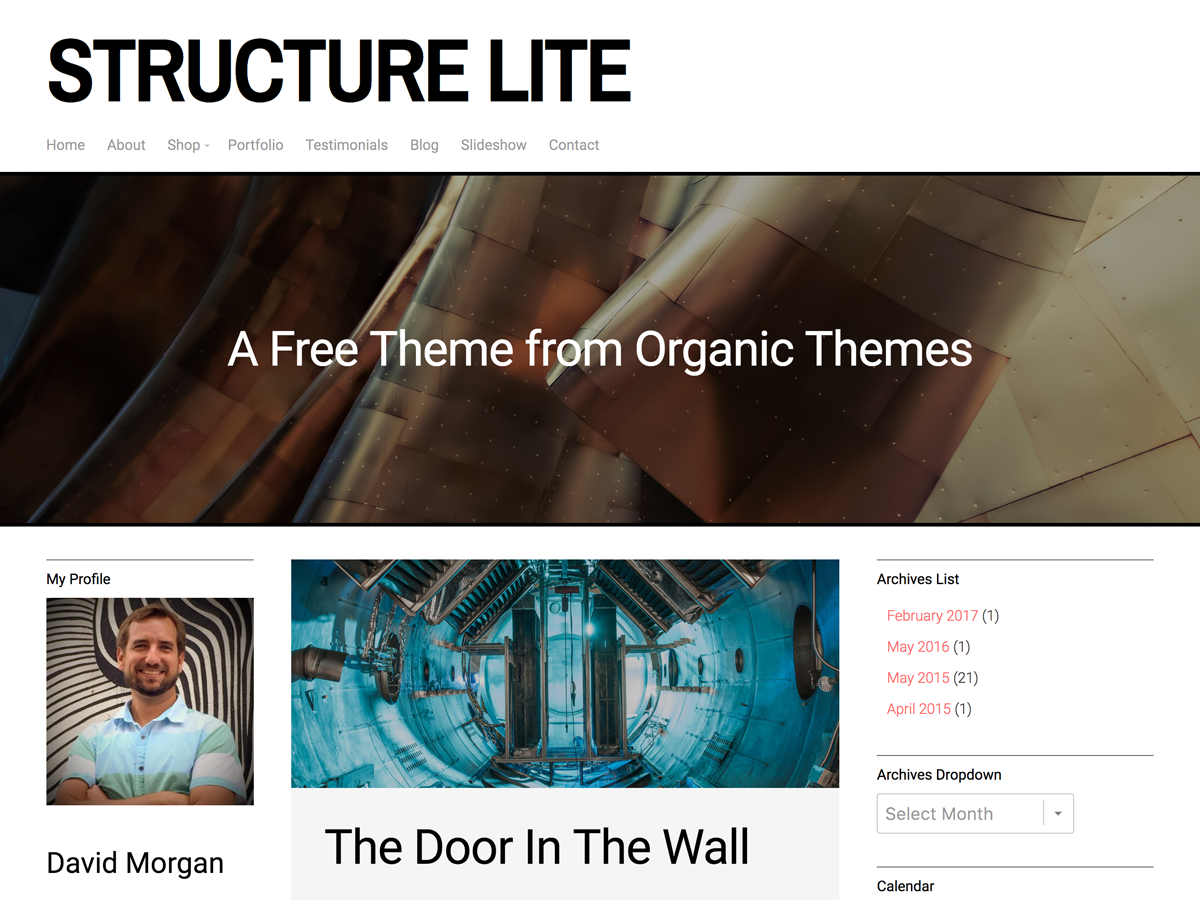 STRUCTURE LITE
Home About Shop Portfolio Testimonials Blog Slideshow Contact
A Free Theme from Organic Themes
My Profile
David Morgan
The Door In The Wall
Archives List
February 2017 (1)
May 2016 (1)
May 2015 (21)
April 2015 (1)
Archives Dropdown
Select Month
Calendar